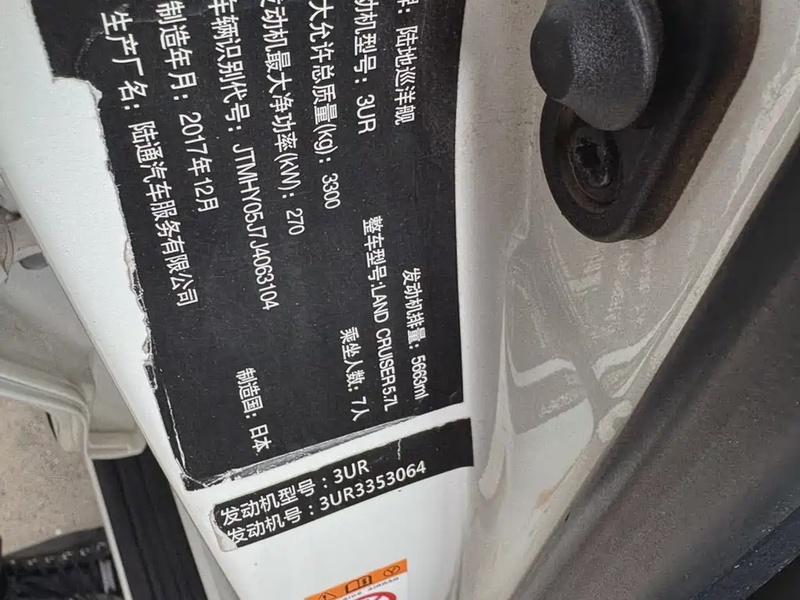 牌：陆地巡洋舰
发动机排量：5663ml
动机型号：3UR
整车型号:LAND CRUISER5.7L
大允许总质量(kg)：3300
乘坐人数：7人
发动机最大净功率(KW)：270
车辆识别代号：JTMHY05J7J4063104
制造国：日本
制造年月：2017年12月
生产厂名：陆通汽车服务有限公司
发动机型号：3UR
发动机号：3UR3353064